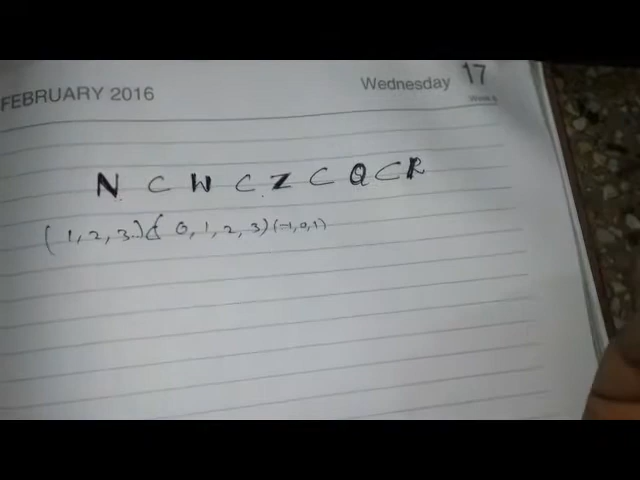 FEBRUARY 2016
Wednesday 17
N ⊂ W ⊂ Z ⊂ Q ⊂ R
(1, 2, 3..) ( 0, 1, 2, 3) (-1, 0, 1)